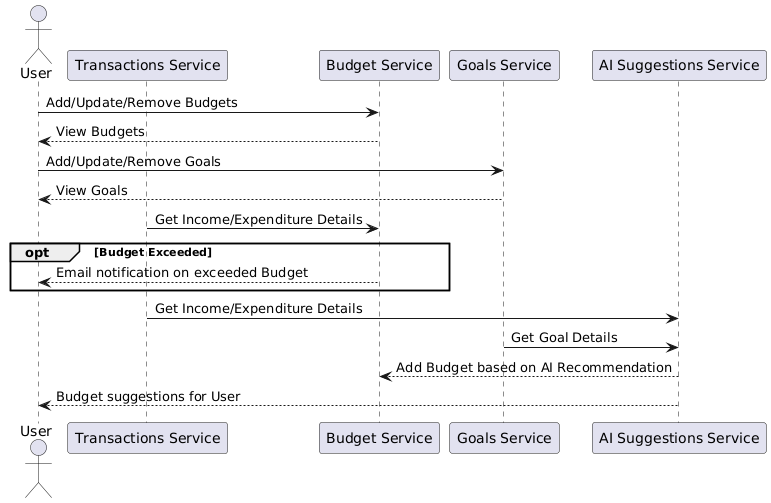 User
Transactions Service
Budget Service
Goals Service
AI Suggestions Service
Add/Update/Remove Budgets
View Budgets
Add/Update/Remove Goals
View Goals
Get Income/Expenditure Details
opt
[Budget Exceeded]
Email notification on exceeded Budget
Get Income/Expenditure Details
Get Goal Details
Add Budget based on AI Recommendation
Budget suggestions for User
User
Transactions Service
Budget Service
Goals Service
AI Suggestions Service